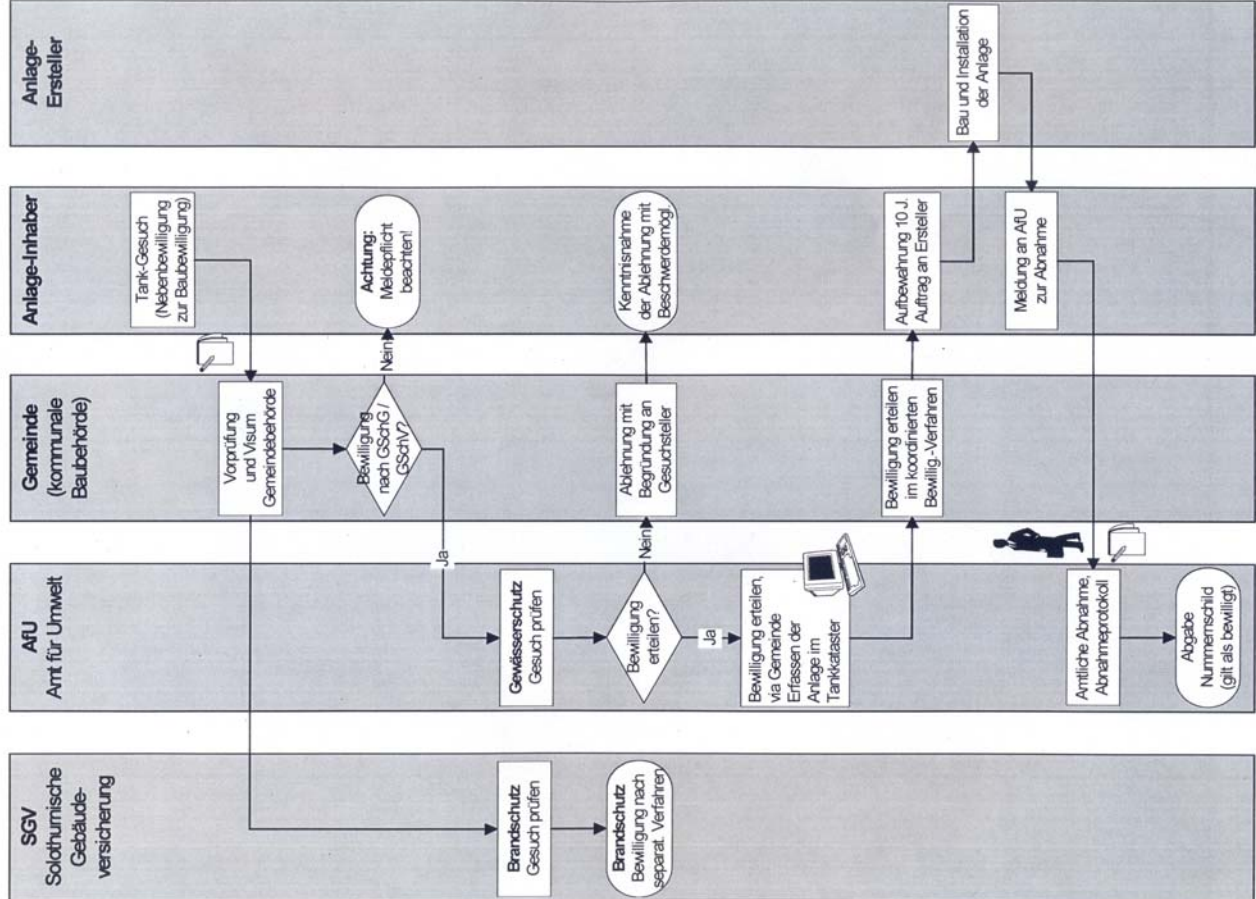 SGV
Solothurnische
Gebäude-
versicherung
AfU
Amt für Umwelt
Gemeinde
(kommunale
Baubehörde)
Anlage-Inhaber
Anlage-
Ersteller
Tank-Gesuch
(Nebenbewilligung
zur Baubewilligung)
Vorprüfung
und Visum
Gemeindebehörde
Bewilligung
nach GSchG /
GSchV?
Nein
Achtung:
Meldepflicht
beachten!
Ja
Brandschutz
Gesuch prüfen
Gewässerschutz
Gesuch prüfen
Brandschutz
Bewilligung nach
separat. Verfahren
Bewilligung
erteilen?
Nein
Ablehnung mit
Begründung an
Gesuchsteller
Kenntnisnahme
der Ablehnung mit
Beschwerdemögl.
Ja
Bewilligung erteilen,
via Gemeinde
Erfassen der
Anlage im
Tankkataster
Bewilligung erteilen
im koordinierten
Bewillig.-Verfahren
Aufbewahrung 10 J.
Auftrag an Ersteller
Bau und Installation
der Anlage
Meldung an AfU
zur Abnahme
Amtliche Abnahme,
Abnahmeprotokoll
Abgabe
Nummernschild
(gilt als bewilligt)